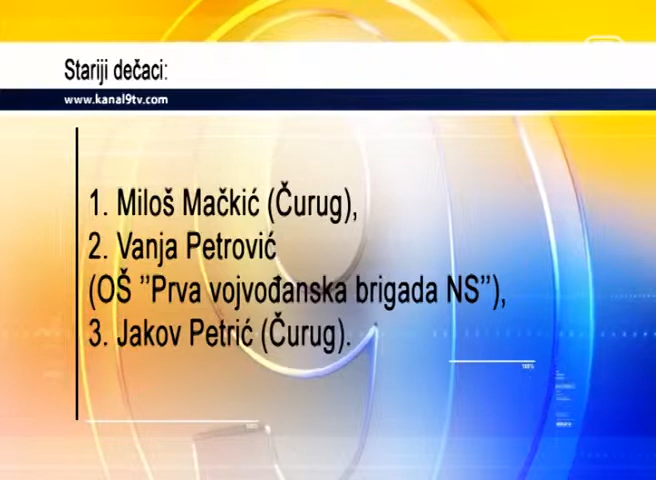 Stariji dečaci:
www.kanal9tv.com
1. Miloš Mačkić (Čurug),
2. Vanja Petrović
(OŠ ’’Prva vojvođanska brigada NS’’),
3. Jakov Petrić (Čurug).